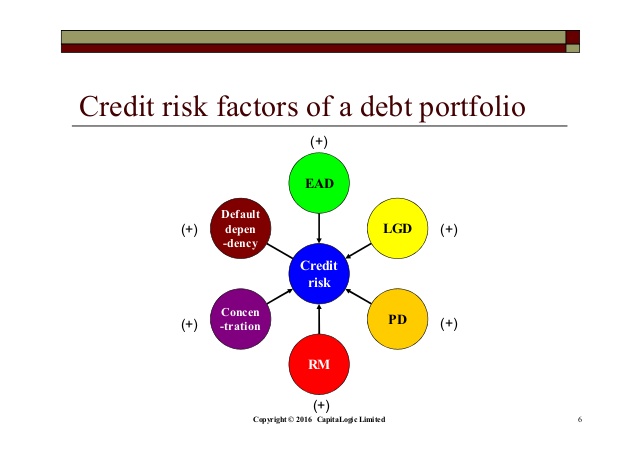 Credit risk factors of a debt portfolio
(+)
EAD
Default
depen
-dency
(+)
LGD
(+)
Credit
risk
Concen
-tration
(+)
PD
(+)
RM
(+)
Copyright © 2016 CapitaLogic Limited
6